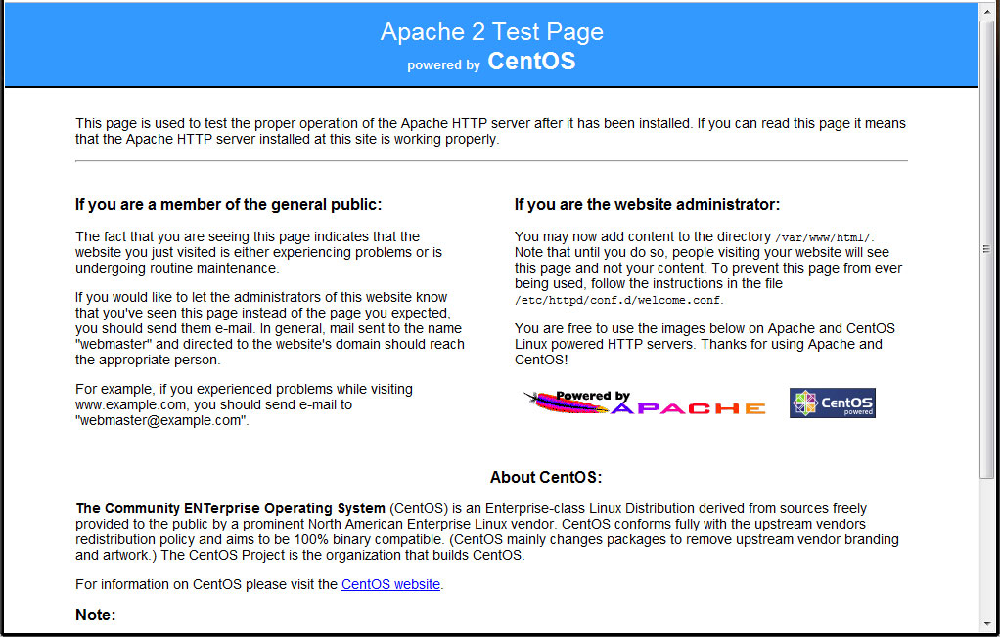 Apache 2 Test Page
powered by CentOS
This page is used to test the proper operation of the Apache HTTP server after it has been installed. If you can read this page it means
that the Apache HTTP server installed at this site is working properly.
If you are a member of the general public:
The fact that you are seeing this page indicates that the
website you just visited is either experiencing problems or is
undergoing routine maintenance.
If you would like to let the administrators of this website know
that you've seen this page instead of the page you expected,
you should send them e-mail. In general, mail sent to the name
"webmaster" and directed to the website's domain should reach
the appropriate person.
For example, if you experienced problems while visiting
www.example.com, you should send e-mail to
"webmaster@example.com".
If you are the website administrator:
You may now add content to the directory /var/www/html/.
Note that until you do so, people visiting your website will see
this page and not your content. To prevent this page from ever
being used, follow the instructions in the file
/etc/httpd/conf.d/welcome.conf.
You are free to use the images below on Apache and CentOS
Linux powered HTTP servers. Thanks for using Apache and
CentOS!
Powered by
APACHE
CentOS
powered
About CentOS:
The Community ENTerprise Operating System (CentOS) is an Enterprise-class Linux Distribution derived from sources freely
provided to the public by a prominent North American Enterprise Linux vendor. CentOS conforms fully with the upstream vendors
redistribution policy and aims to be 100% binary compatible. (CentOS mainly changes packages to remove upstream vendor branding
and artwork.) The CentOS Project is the organization that builds CentOS.
For information on CentOS please visit the CentOS website.
Note: